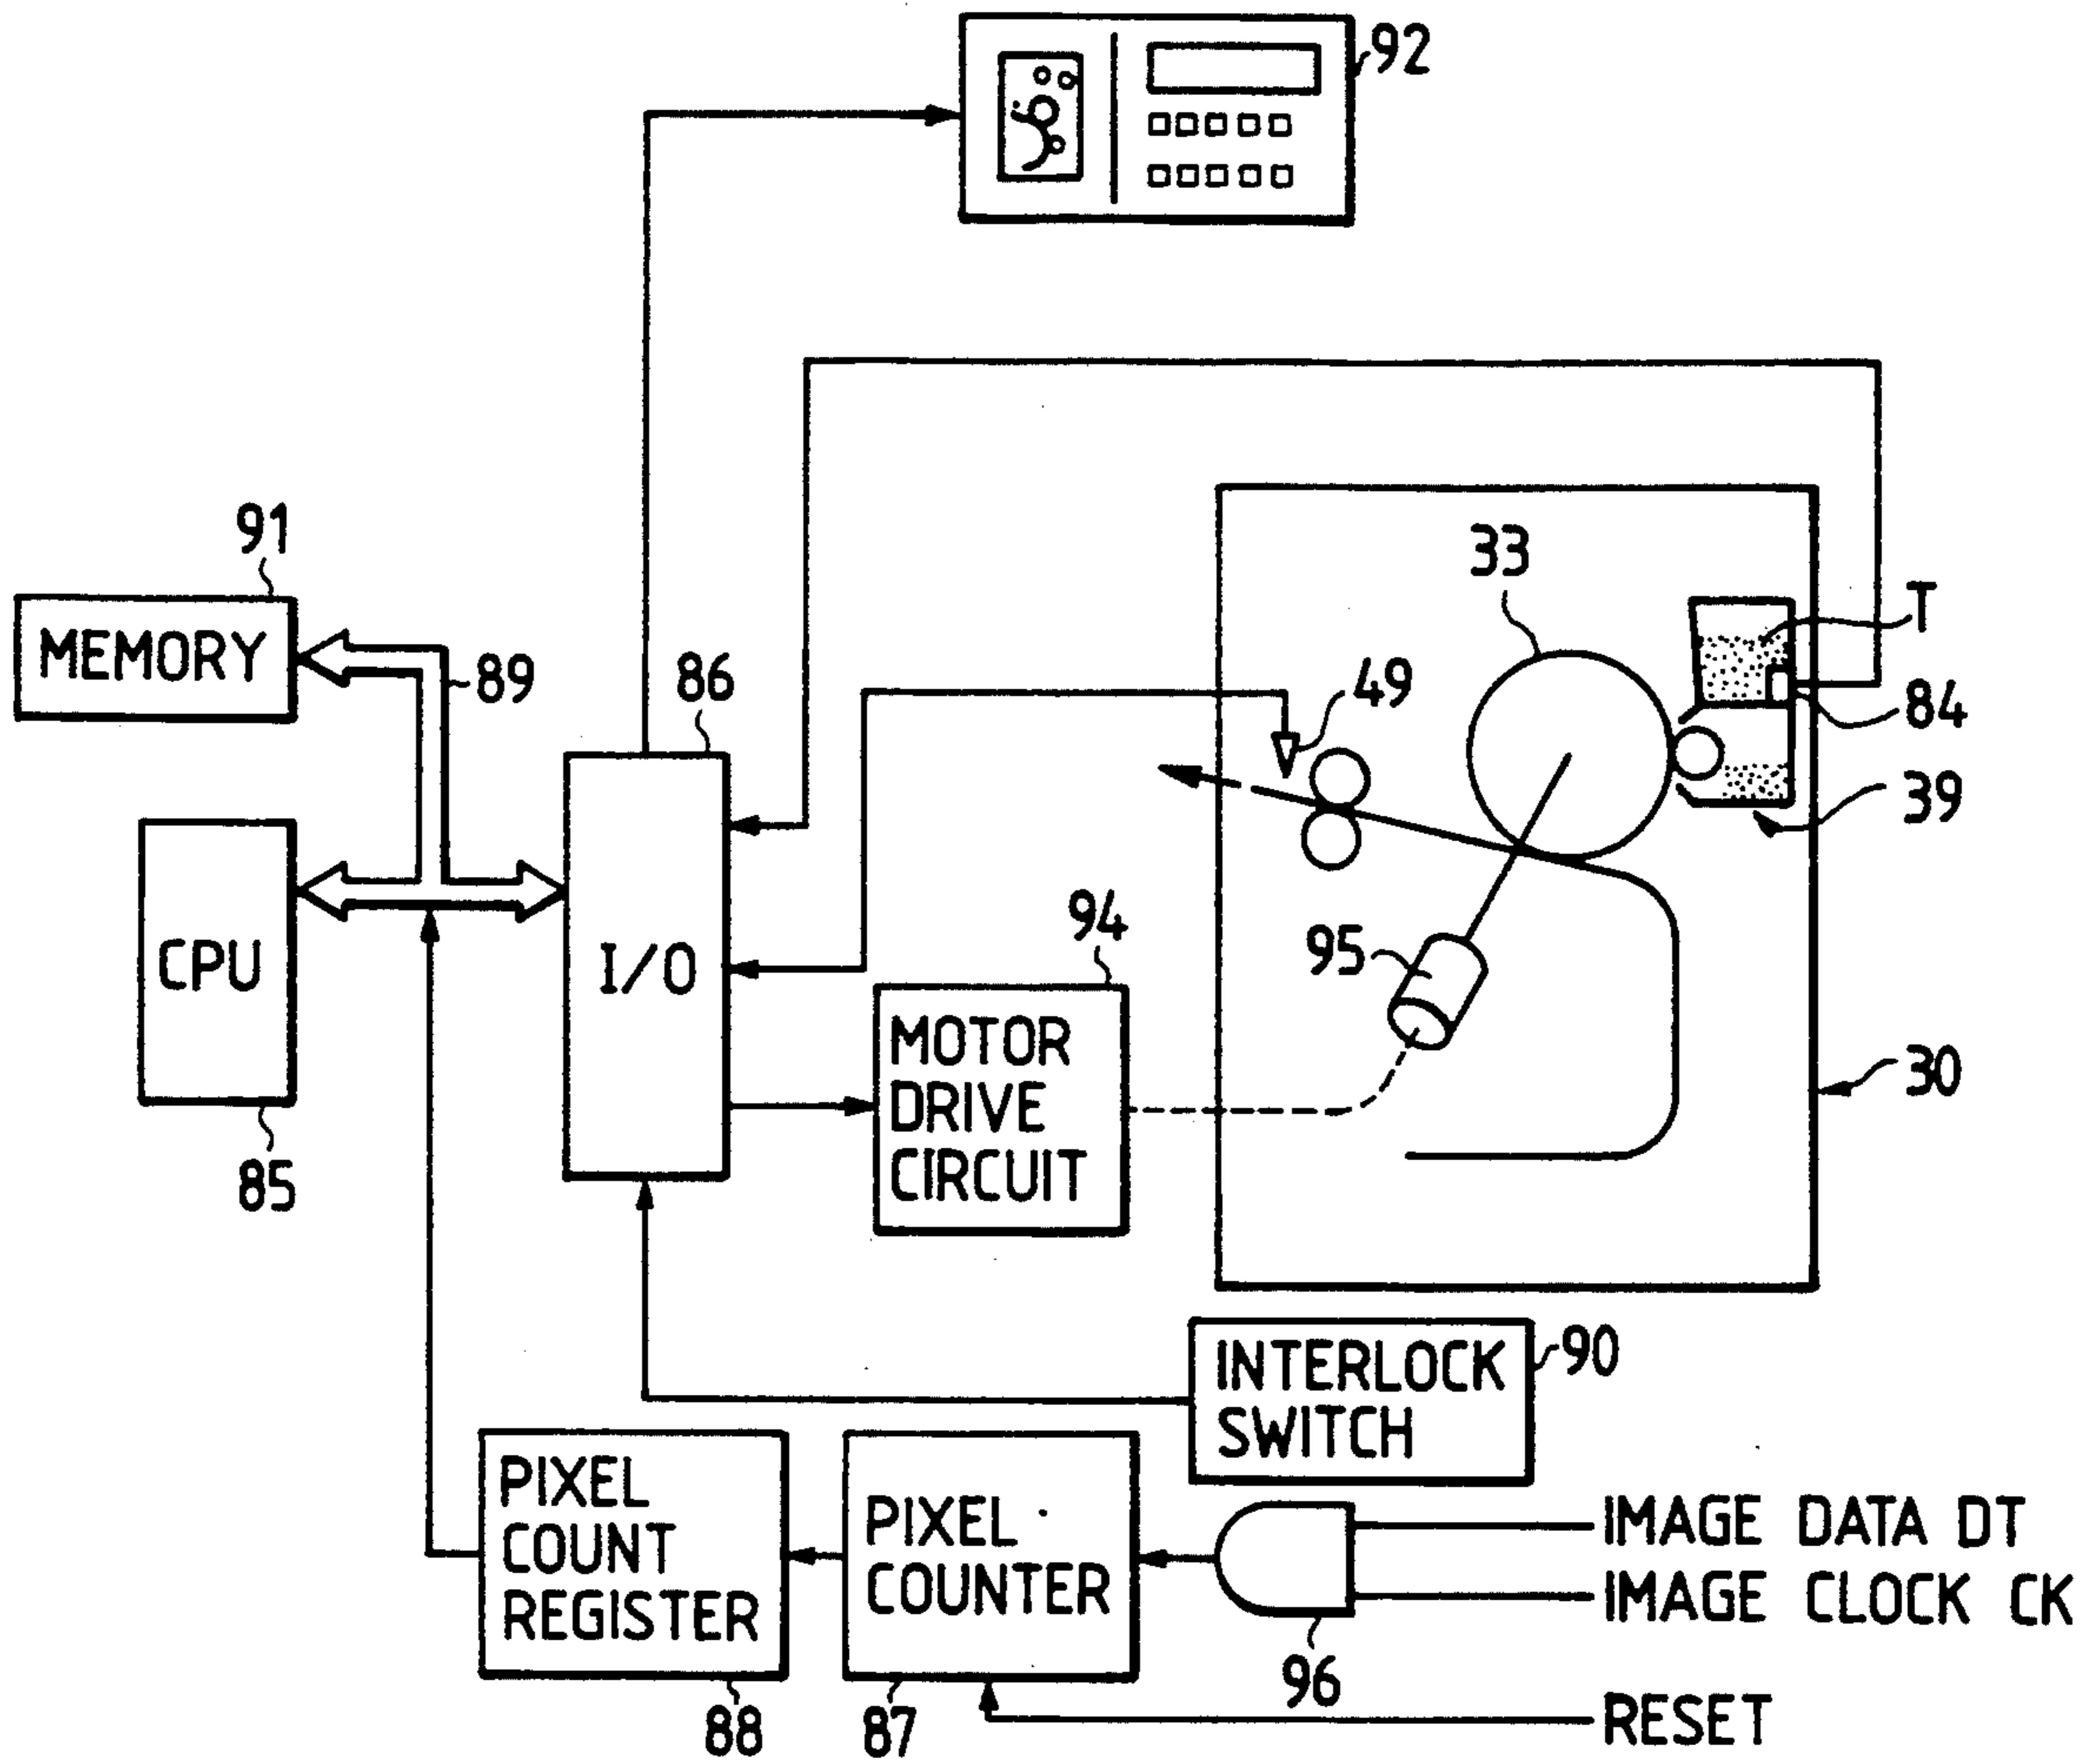 92
91
MEMORY
89
86
33
T
49
84
39
CPU
85
I/O
94
MOTOR
DRIVE
CIRCUIT
95
30
INTERLOCK
SWITCH
90
PIXEL
COUNT
REGISTER
88
PIXEL
COUNTER
87
96
IMAGE DATA DT
IMAGE CLOCK CK
RESET